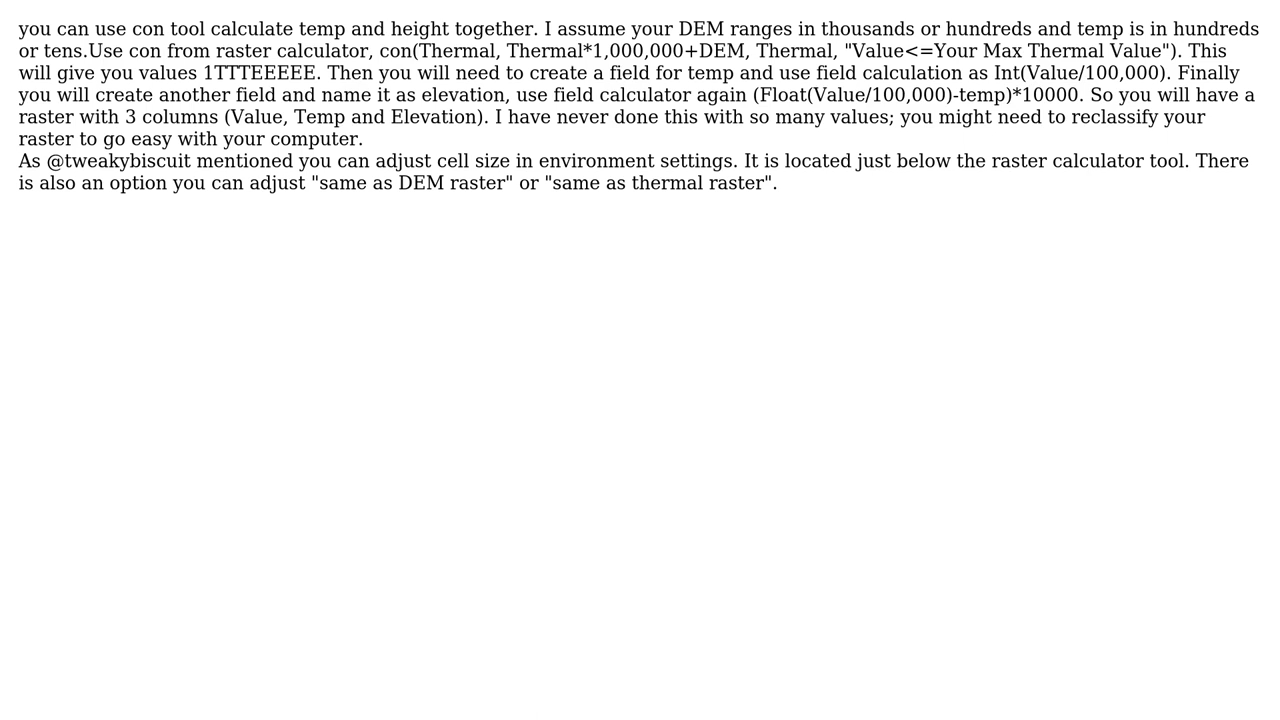 you can use con tool calculate temp and height together. I assume your DEM ranges in thousands or hundreds and temp is in hundreds
or tens.Use con from raster calculator, con(Thermal, Thermal*1,000,000+DEM, Thermal, "Value<=Your Max Thermal Value"). This
will give you values 1TTTEEEEE. Then you will need to create a field for temp and use field calculation as Int(Value/100,000). Finally
you will create another field and name it as elevation, use field calculator again (Float(Value/100,000)-temp)*10000. So you will have a
raster with 3 columns (Value, Temp and Elevation). I have never done this with so many values; you might need to reclassify your
raster to go easy with your computer.
As @tweakybiscuit mentioned you can adjust cell size in environment settings. It is located just below the raster calculator tool. There
is also an option you can adjust "same as DEM raster" or "same as thermal raster".